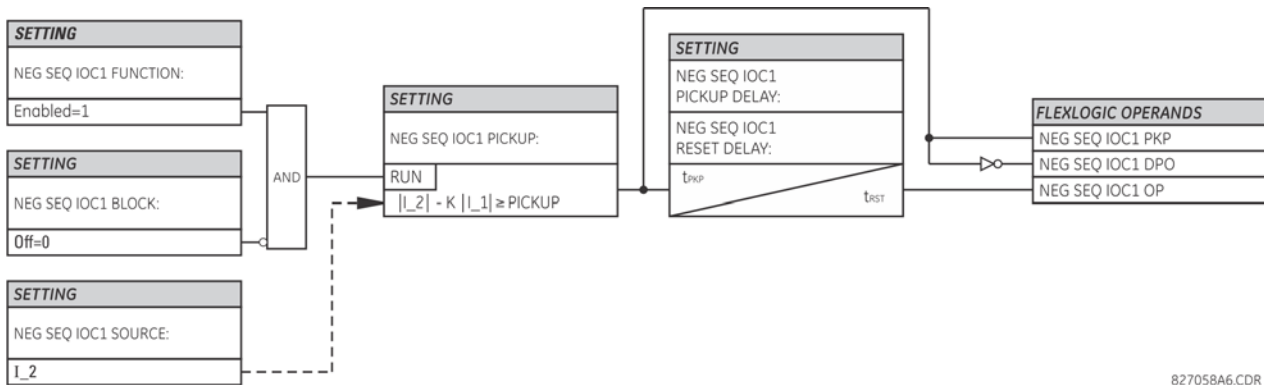 SETTING
NEG SEQ IOC1 FUNCTION:
Enabled=1
SETTING
NEG SEQ IOC1 BLOCK:
Off=0
SETTING
NEG SEQ IOC1 SOURCE:
I_2
AND
SETTING
NEG SEQ IOC1 PICKUP:
RUN
|I_2| - K |I_1| ≥ PICKUP
SETTING
NEG SEQ IOC1
PICKUP DELAY:
NEG SEQ IOC1
RESET DELAY:
tPKP
tRST
FLEXLOGIC OPERANDS
NEG SEQ IOC1 PKP
NEG SEQ IOC1 DPO
NEG SEQ IOC1 OP
827058A6.CDR